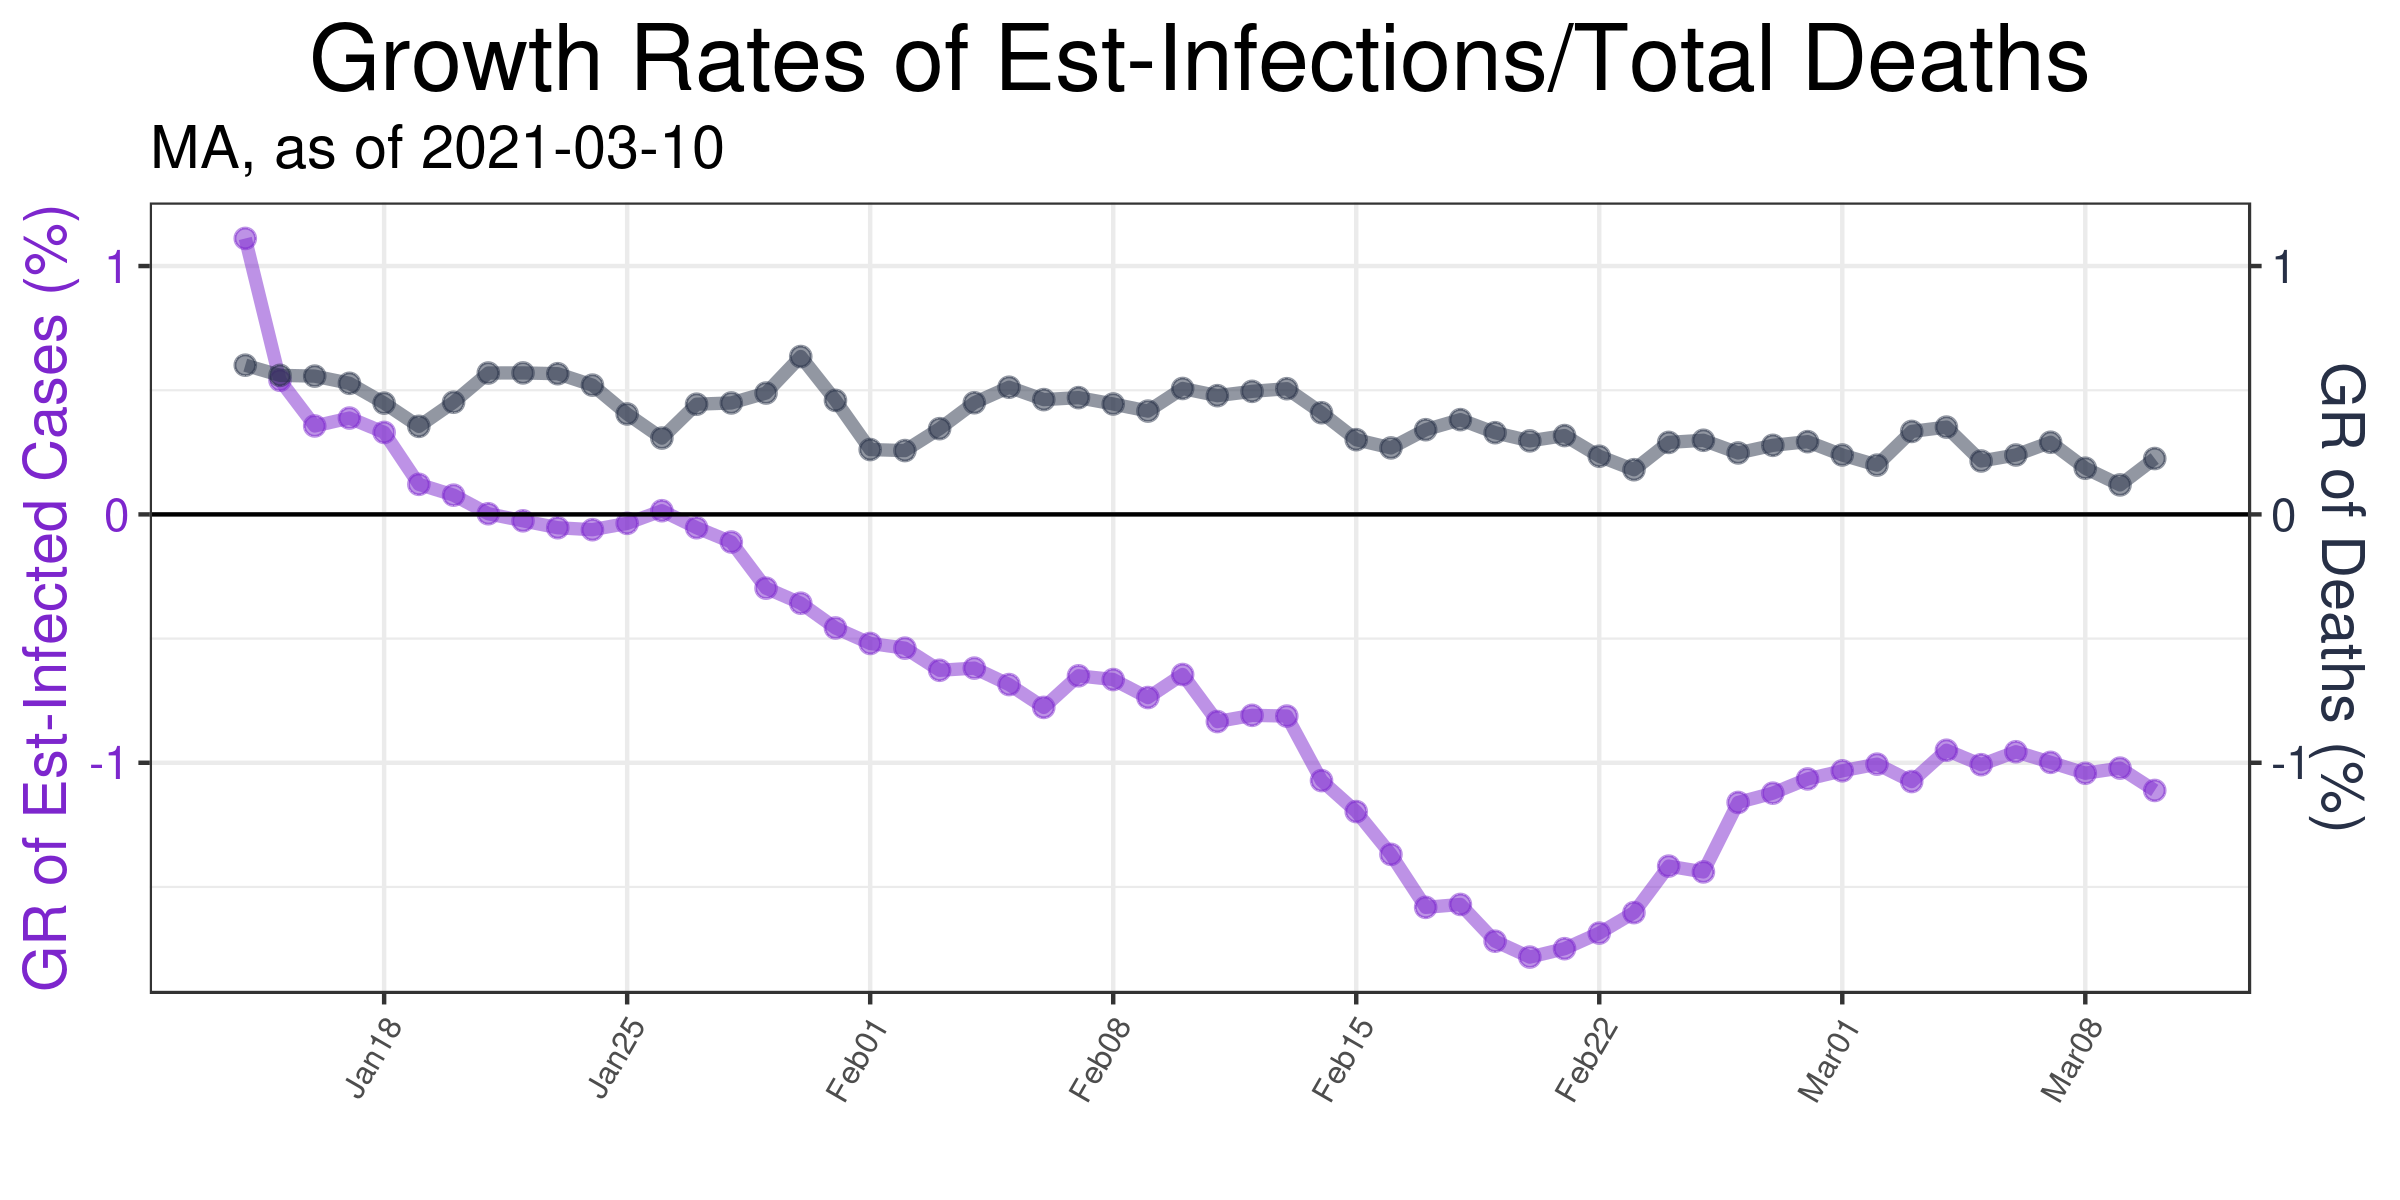 Growth Rates of Est-Infections/Total Deaths
MA, as of 2021-03-10
GR of Est-Infected Cases (%)
1
0
-1
1
0
-1
GR of Deaths (%)
Jan18
Jan25
Feb01
Feb08
Feb15
Feb22
Mar01
Mar08